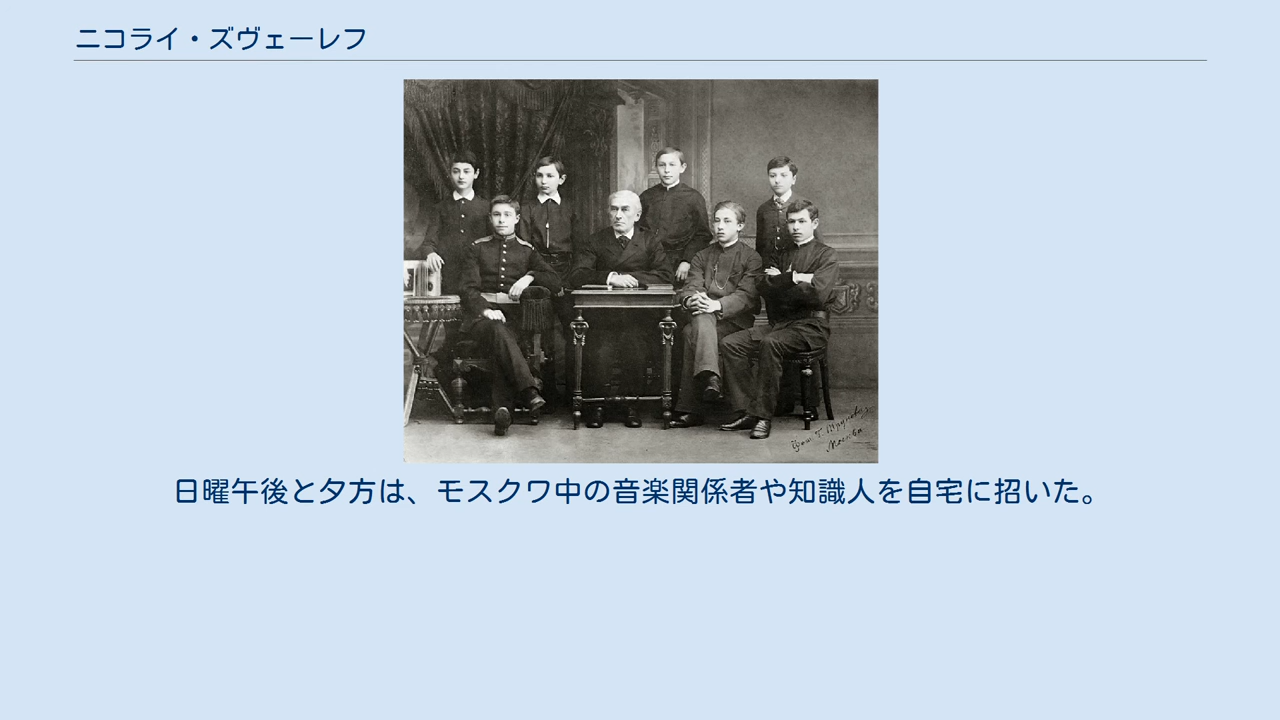 ニコライ・ズヴェーレフ
日曜午後と夕方は、モスクワ中の音楽関係者や知識人を自宅に招いた。
Москва